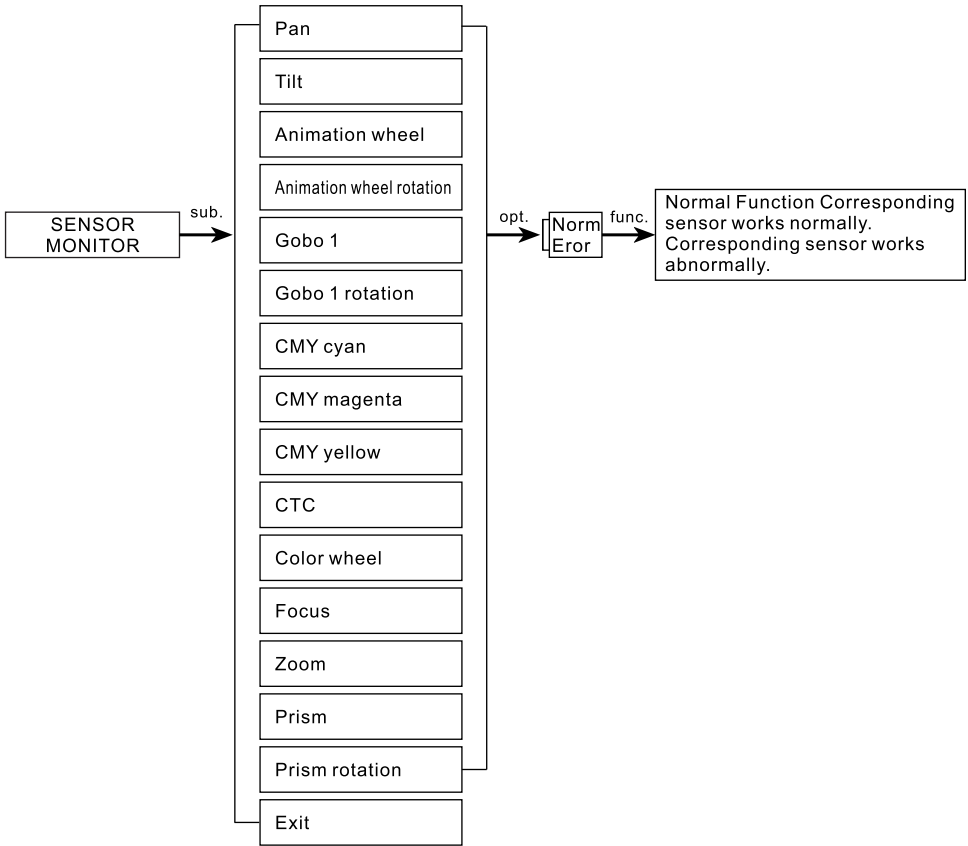 SENSOR
MONITOR
sub.
Pan
Tilt
Animation wheel
Animation wheel rotation
Gobo 1
Gobo 1 rotation
CMY cyan
CMY magenta
CMY yellow
CTC
Color wheel
Focus
Zoom
Prism
Prism rotation
Exit
opt.
Norm
Eror
func.
Normal Function Corresponding
sensor works normally.
Corresponding sensor works
abnormally.